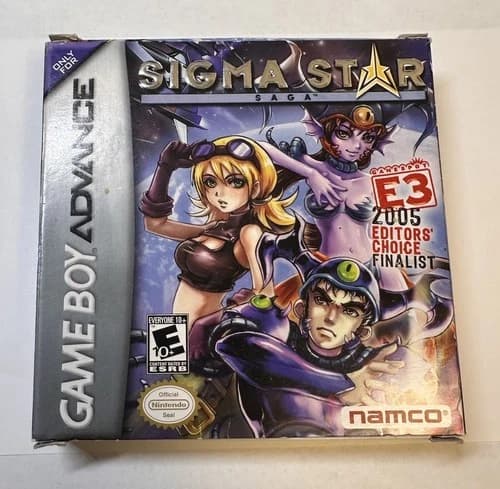 ONLY
FOR
GAME BOY ADVANCE
SIGMA STAR
SAGA™
GAMESPOT
E3
2005
EDITORS'
CHOICE
FINALIST
EVERYONE 10+
E
10+
CONTENT RATED BY
ESRB
Official
Nintendo
Seal
namco